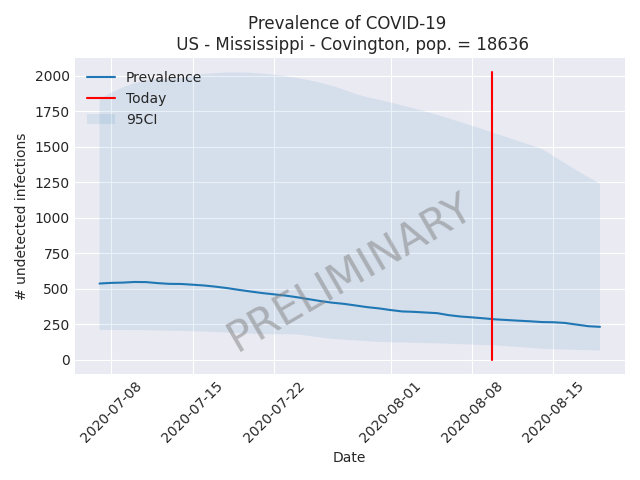 Prevalence of COVID-19
US - Mississippi - Covington, pop. = 18636
Prevalence
Today
95CI
2000
1750
1500
1250
1000
750
500
250
0
# undetected infections
PRELIMINARY
2020-07-08
2020-07-15
2020-07-22
2020-08-01
2020-08-08
2020-08-15
Date